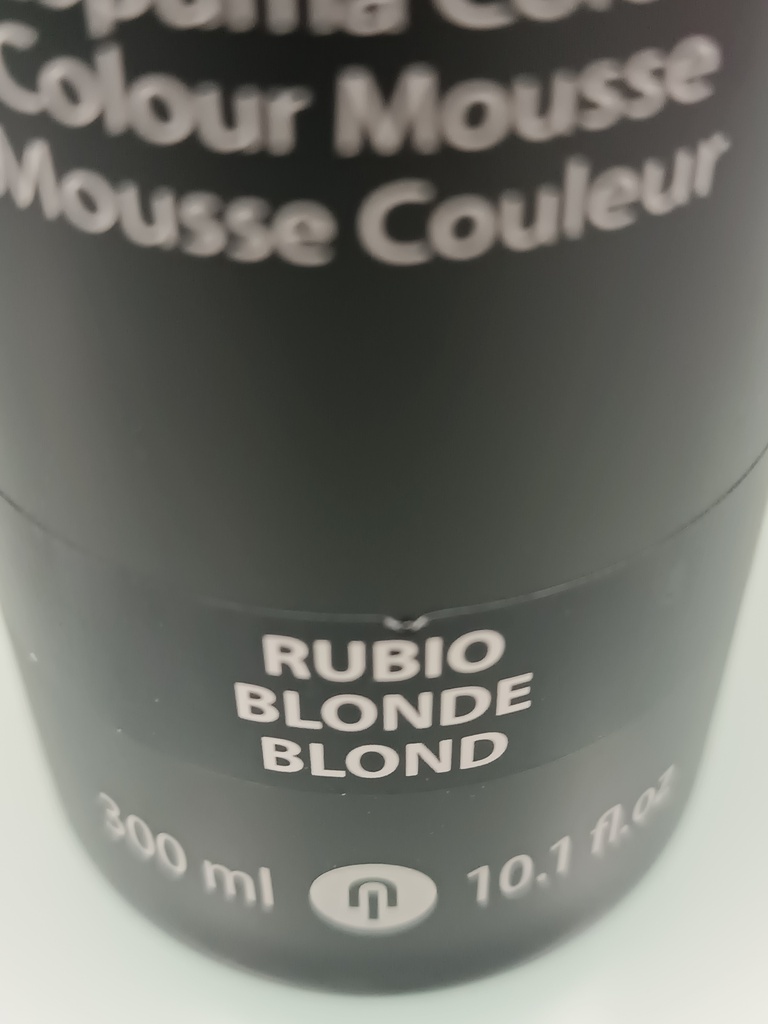 Colour Mousse
Mousse Couleur
RUBIO
BLONDE
BLOND
300 ml 10.1 fl.oz